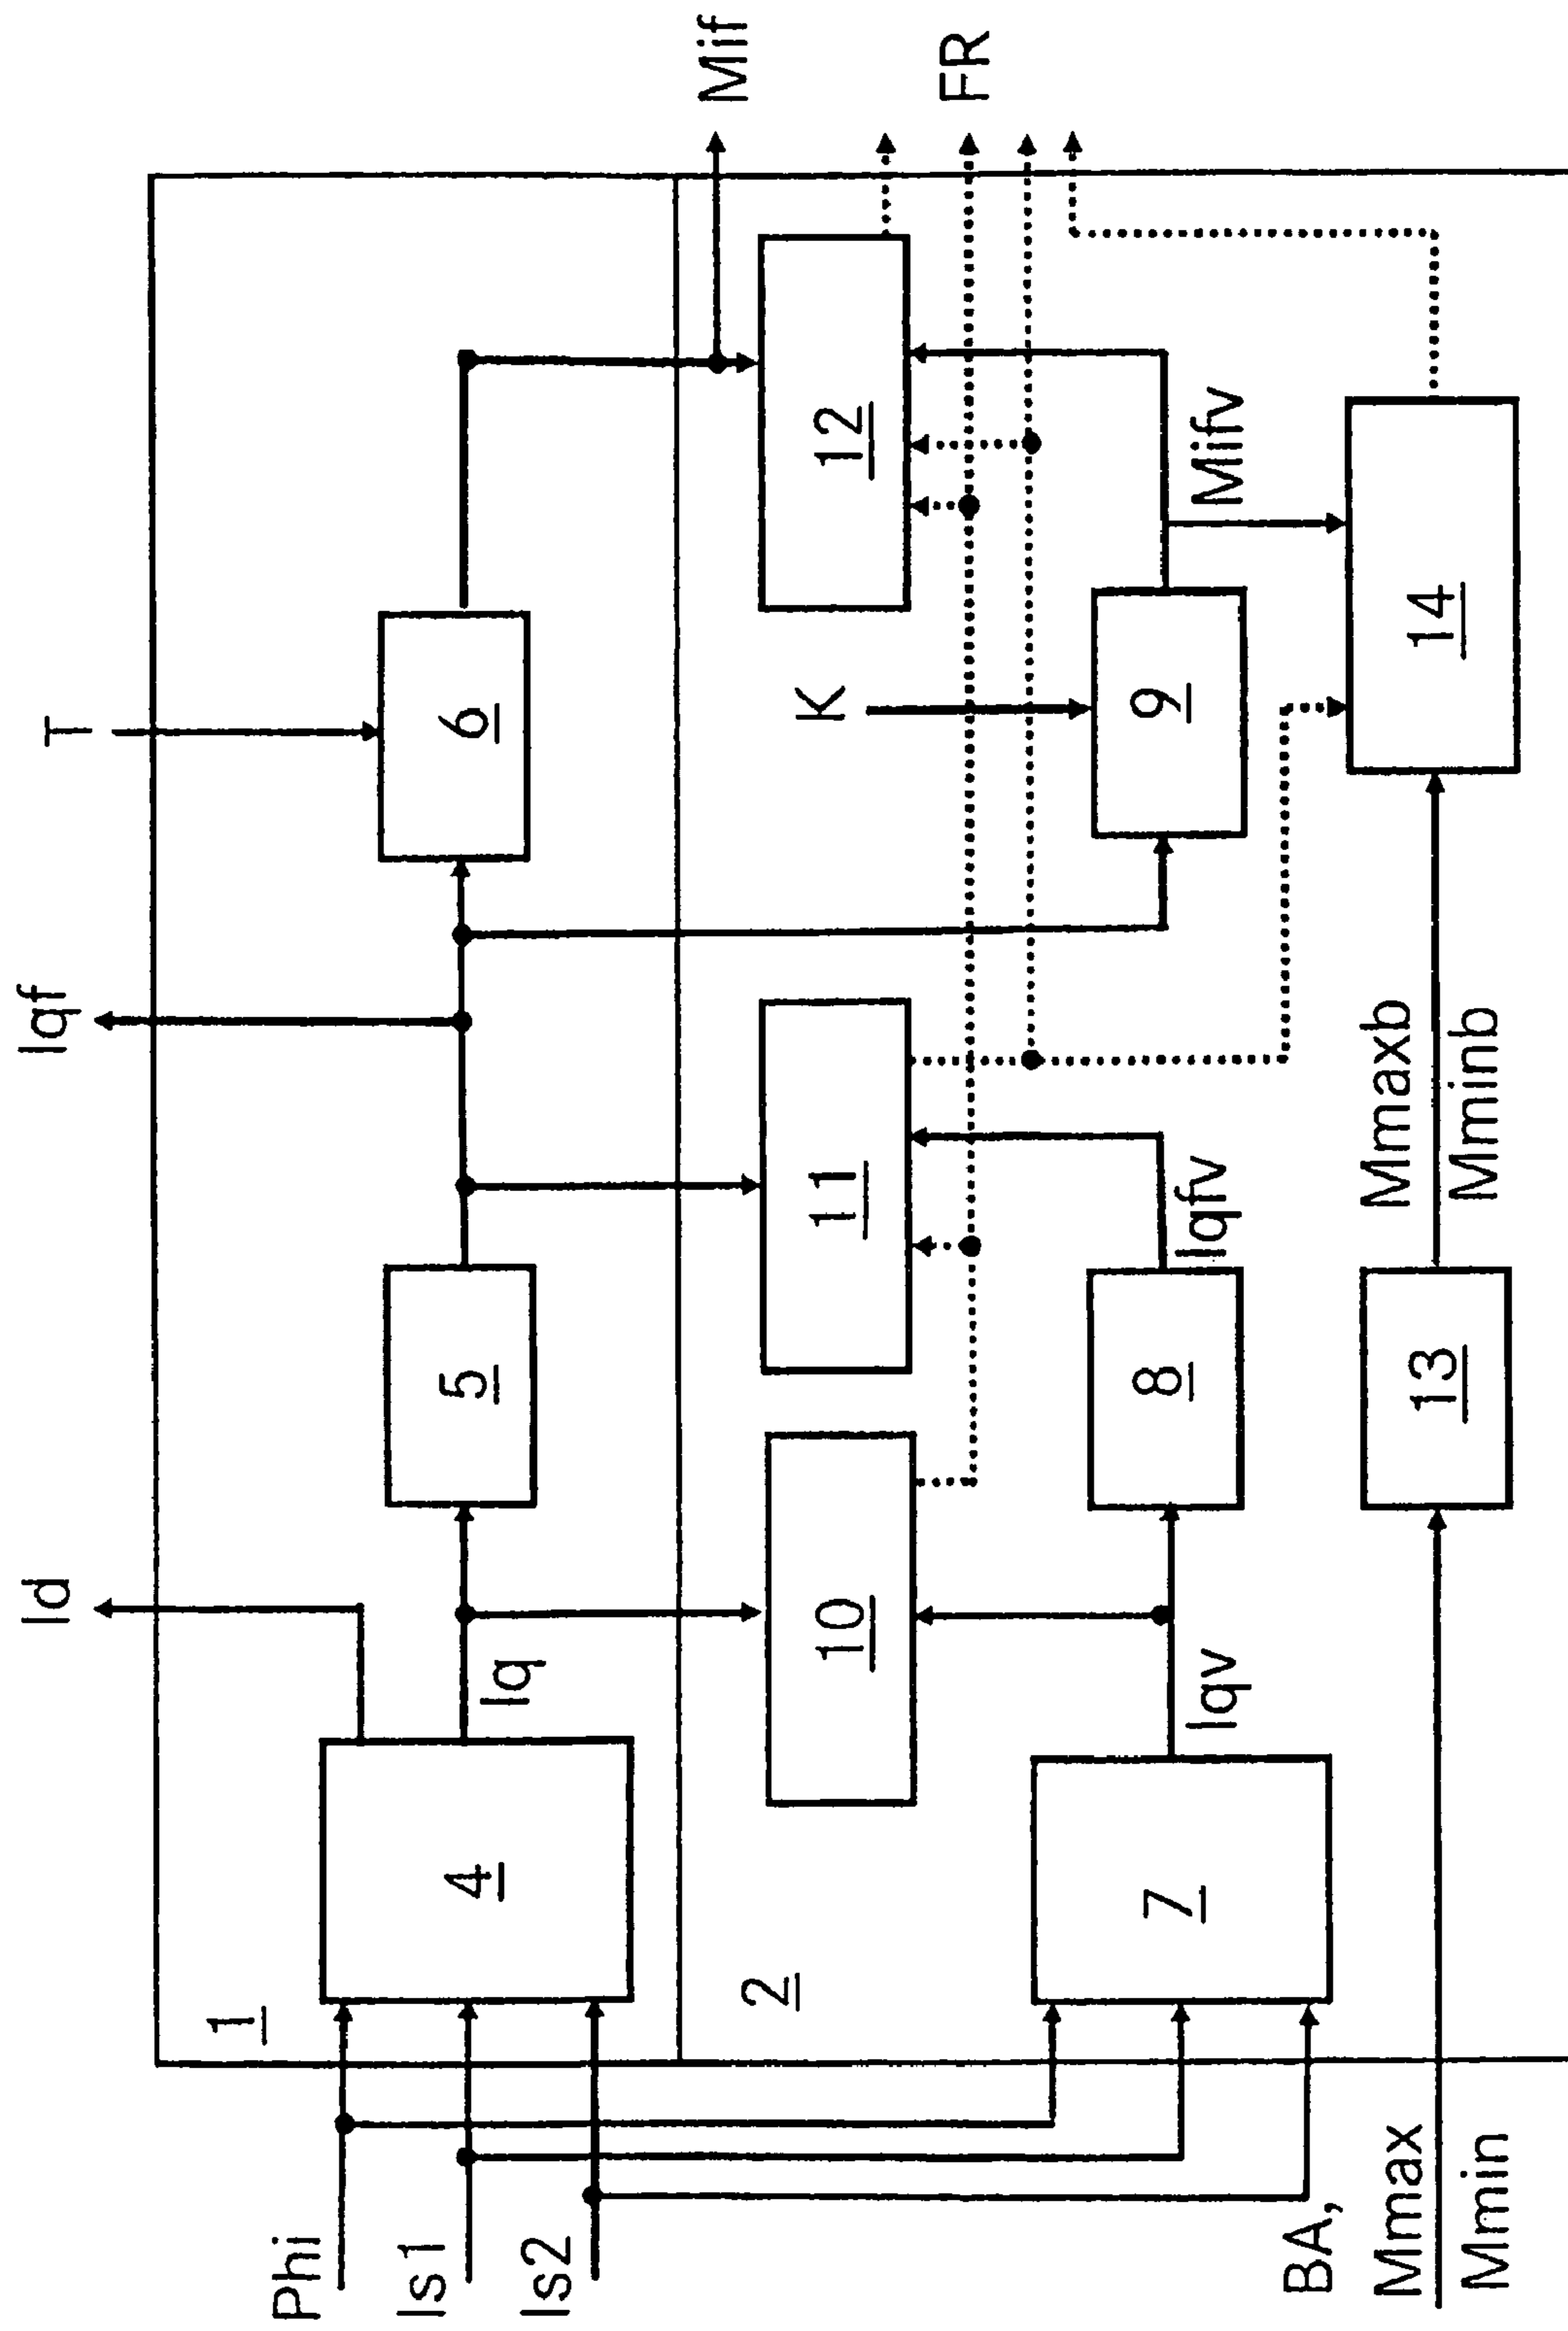 Phi
Is1
Is2
BA,
Mmax
Mmin
1
2
4
7
Id
Iq
Iqv
10
5
8
13
Iqfv
11
Mmaxb
Mminb
Iqf
T
6
K
9
14
12
Mifv
Mif
FR